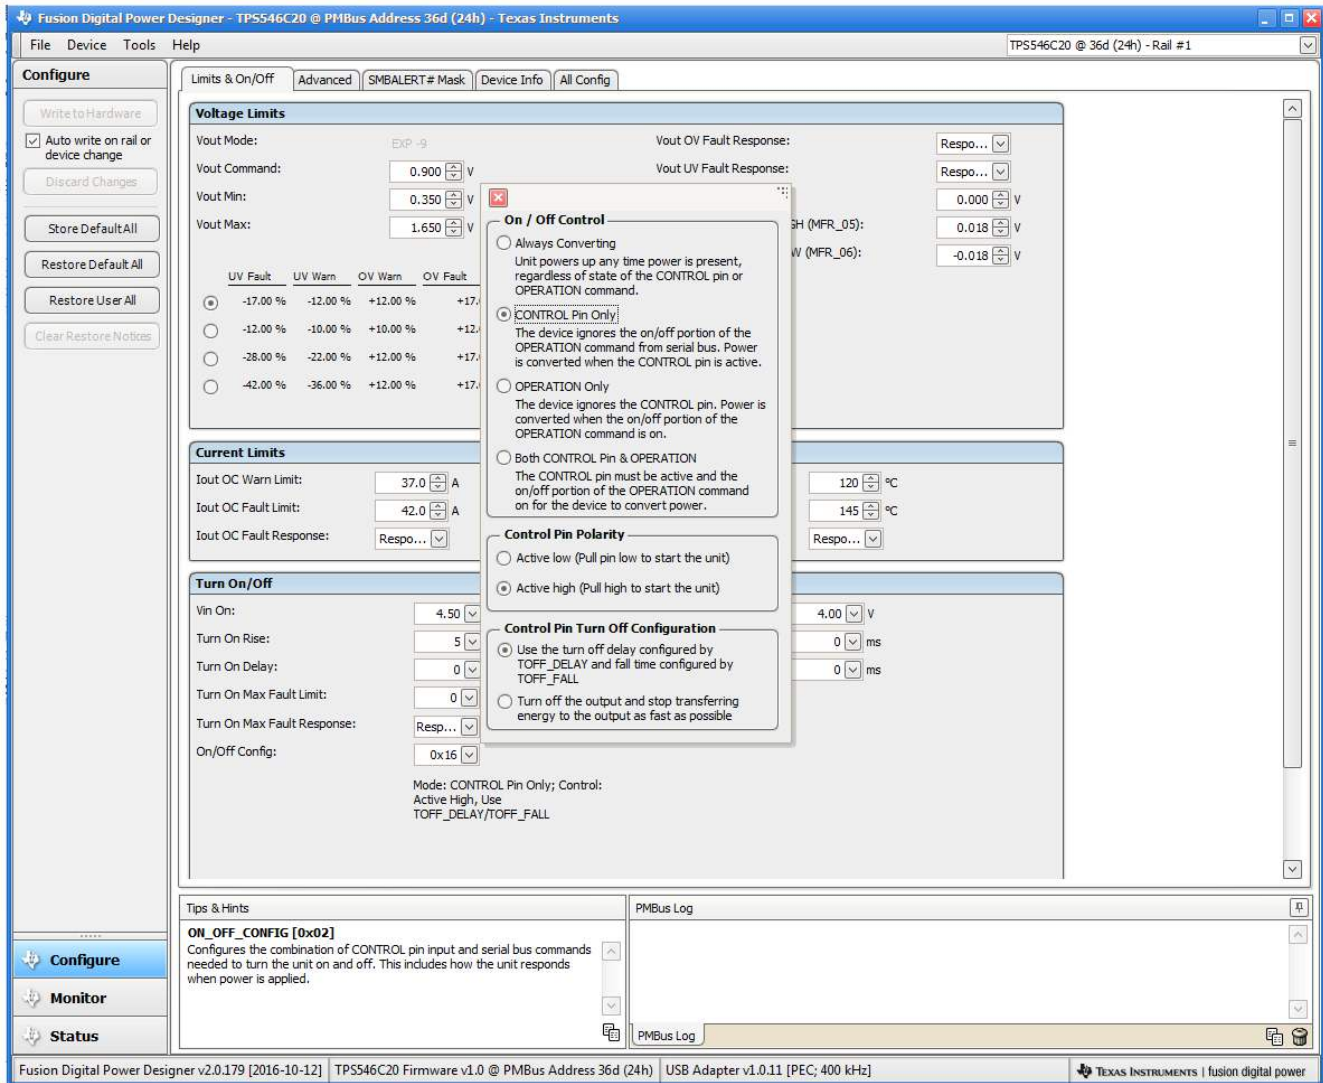 Fusion Digital Power Designer - TPS546C20 @ PMBus Address 36d (24h) - Texas Instruments
File Device Tools Help
TPS546C20 @ 36d (24h) - Rail #1
Configure
Write to Hardware
Auto write on rail or
device change
Discard Changes
Store Default All
Restore Default All
Restore User All
Clear Restore Notices
Limits & On/Off Advanced SMBALERT# Mask Device Info All Config
Voltage Limits
Vout Mode: EXP -9 Vout OV Fault Response: Respo...
Vout Command: 0.900 V Vout UV Fault Response: Respo...
Vout Min: 0.350 V 0.000 V
Vout Max: 1.650 V GH (MFR_05): 0.018 V
W (MFR_06): -0.018 V
UV Fault UV Warn OV Warn OV Fault
-17.00 % -12.00 % +12.00 % +17.
-12.00 % -10.00 % +10.00 % +12.
-28.00 % -22.00 % +12.00 % +17.
-42.00 % -36.00 % +12.00 % +17.
On / Off Control
Always Converting
Unit powers up any time power is present,
regardless of state of the CONTROL pin or
OPERATION command.
CONTROL Pin Only
The device ignores the on/off portion of the
OPERATION command from serial bus. Power
is converted when the CONTROL pin is active.
OPERATION Only
The device ignores the CONTROL pin. Power is
converted when the on/off portion of the
OPERATION command is on.
Both CONTROL Pin & OPERATION
The CONTROL pin must be active and the
on/off portion of the OPERATION command
on for the device to convert power.
Control Pin Polarity
Active low (Pull pin low to start the unit)
Active high (Pull high to start the unit)
Control Pin Turn Off Configuration
Use the turn off delay configured by
TOFF_DELAY and fall time configured by
TOFF_FALL
Turn off the output and stop transferring
energy to the output as fast as possible
Current Limits
Iout OC Warn Limit: 37.0 A 120 ºC
Iout OC Fault Limit: 42.0 A 145 ºC
Iout OC Fault Response: Respo... Respo...
Turn On/Off
Vin On: 4.50 4.00 V
Turn On Rise: 5 0 ms
Turn On Delay: 0 0 ms
Turn On Max Fault Limit: 0
Turn On Max Fault Response: Resp...
On/Off Config: 0x16
Mode: CONTROL Pin Only; Control:
Active High, Use
TOFF_DELAY/TOFF_FALL
Tips & Hints
ON_OFF_CONFIG [0x02]
Configures the combination of CONTROL pin input and serial bus commands
needed to turn the unit on and off. This includes how the unit responds
when power is applied.
PMBus Log
PMBus Log
Configure
Monitor
Status
Fusion Digital Power Designer v2.0.179 [2016-10-12] TPS546C20 Firmware v1.0 @ PMBus Address 36d (24h) USB Adapter v1.0.11 [PEC; 400 kHz] TEXAS INSTRUMENTS | fusion digital power